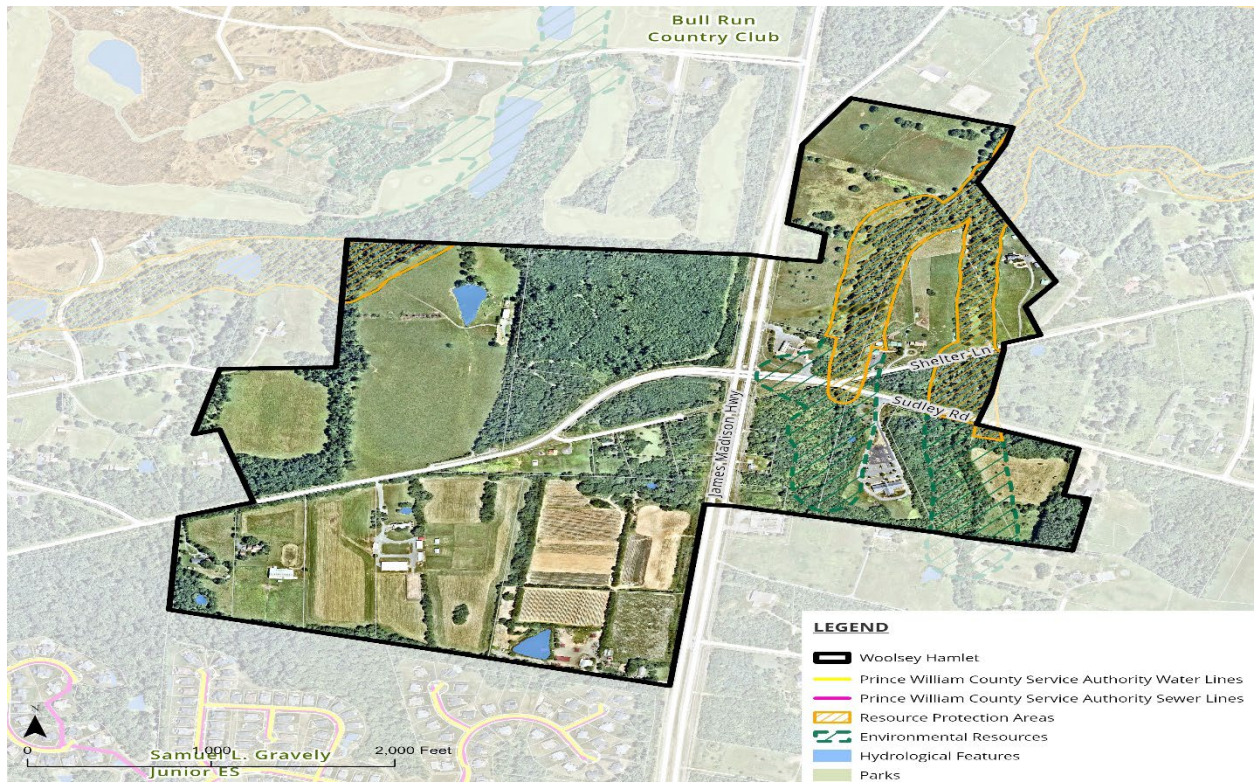 Bull Run
Country Club
Shelter Ln
Sudley Rd
James Madison Hwy
LEGEND
Woolsey Hamlet
Prince William County Service Authority Water Lines
Prince William County Service Authority Sewer Lines
Resource Protection Areas
Environmental Resources
Hydrological Features
Parks
N
0 1,000 2,000 Feet
Samuel L. Gravely
Junior ES